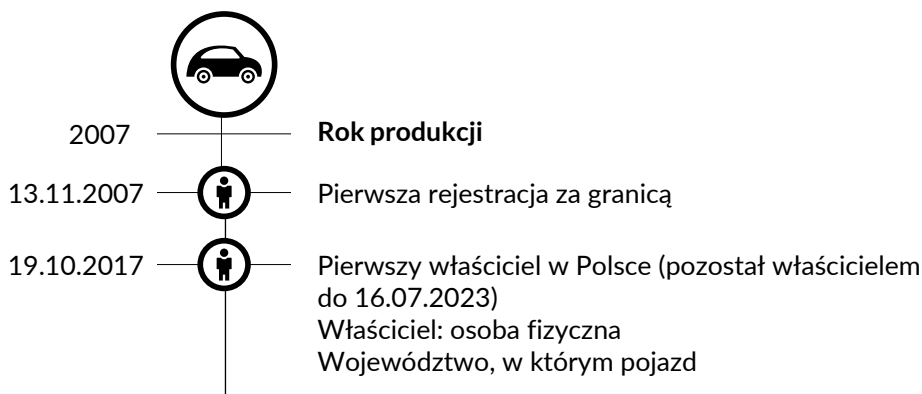 2007 Rok produkcji
13.11.2007 Pierwsza rejestracja za granicą
19.10.2017 Pierwszy właściciel w Polsce (pozostał właścicielem
do 16.07.2023)
Właściciel: osoba fizyczna
Województwo, w którym pojazd